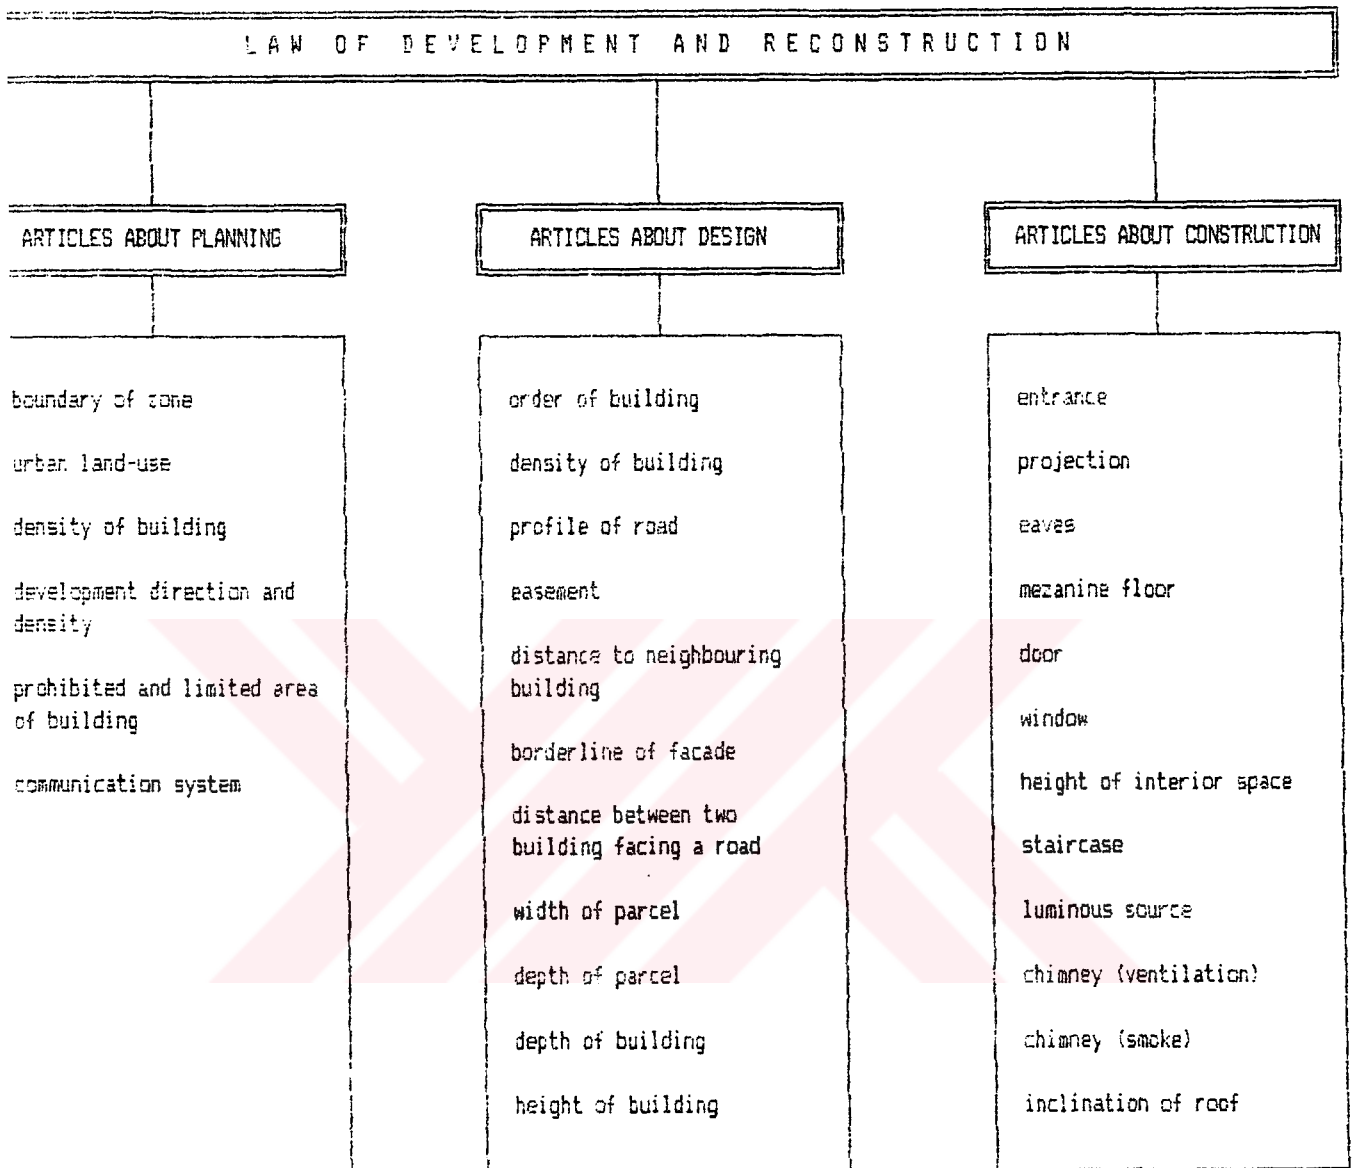 LAW OF DEVELOPMENT AND RECONSTRUCTION
ARTICLES ABOUT PLANNING
boundary of zone
urban land-use
density of building
development direction and
density
prohibited and limited area
of building
communication system
ARTICLES ABOUT DESIGN
order of building
density of building
profile of road
easement
distance to neighbouring
building
borderline of facade
distance between two
building facing a road
width of parcel
depth of parcel
depth of building
height of building
ARTICLES ABOUT CONSTRUCTION
entrance
projection
eaves
mezanine floor
door
window
height of interior space
staircase
luminous source
chimney (ventilation)
chimney (smoke)
inclination of roof